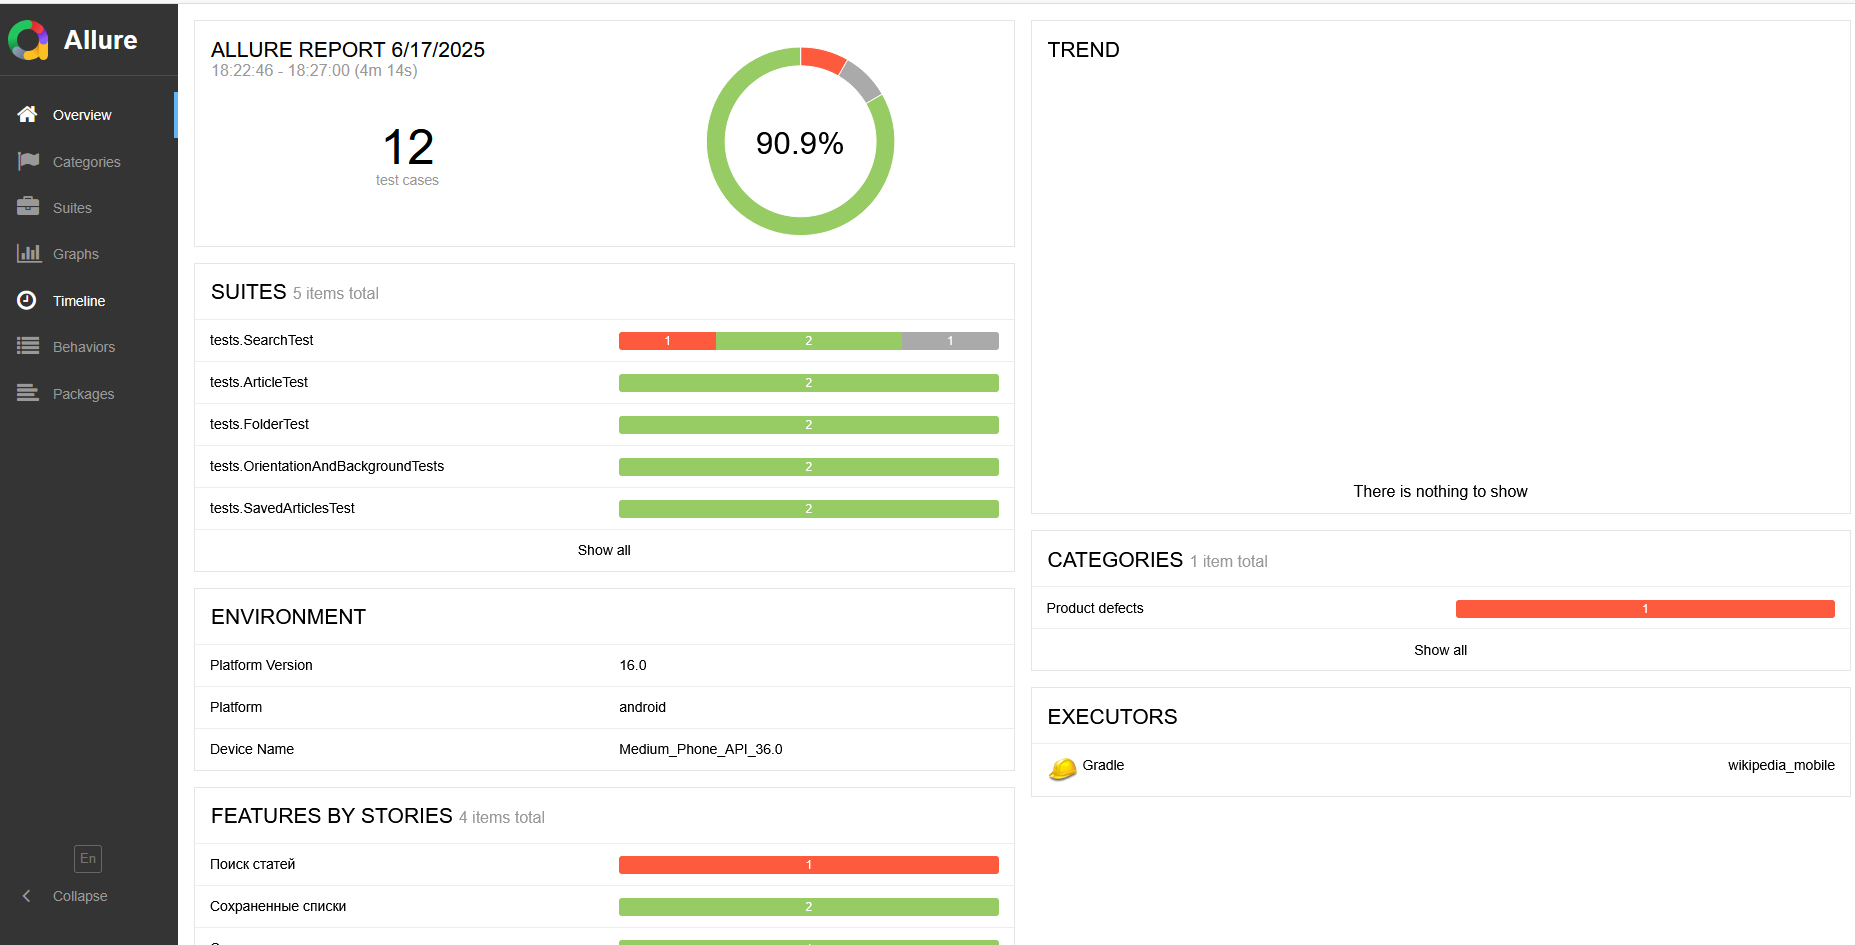 Allure
Overview
Categories
Suites
Graphs
Timeline
Behaviors
Packages
En
Collapse
ALLURE REPORT 6/17/2025
18:22:46 - 18:27:00 (4m 14s)
12
test cases
90.9%
SUITES 5 items total
tests.SearchTest 1 2 1
tests.ArticleTest 2
tests.FolderTest 2
tests.OrientationAndBackgroundTests 2
tests.SavedArticlesTest 2
Show all
ENVIRONMENT
Platform Version 16.0
Platform android
Device Name Medium_Phone_API_36.0
FEATURES BY STORIES 4 items total
Поиск статей 1
Сохраненные списки 2
TREND
There is nothing to show
CATEGORIES 1 item total
Product defects 1
Show all
EXECUTORS
Gradle wikipedia_mobile